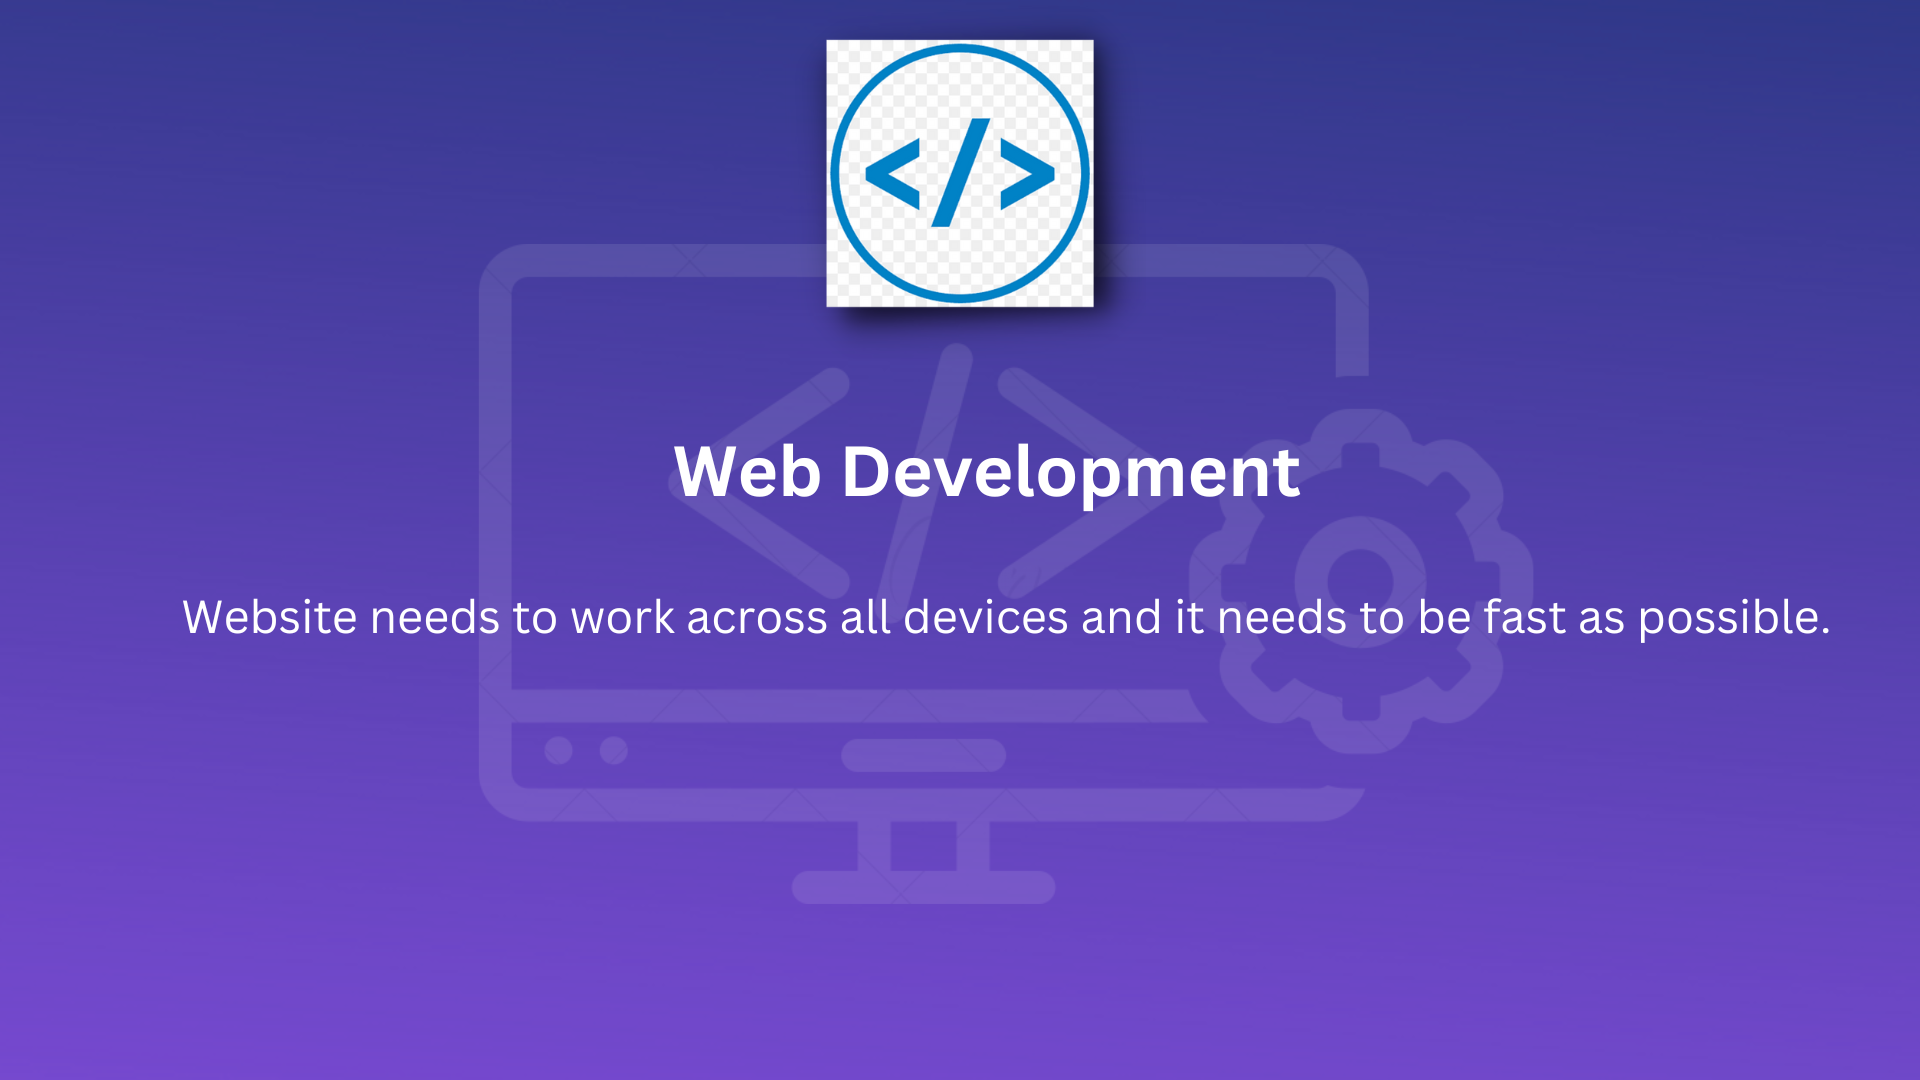 </>
Web Development
Website needs to work across all devices and it needs to be fast as possible.